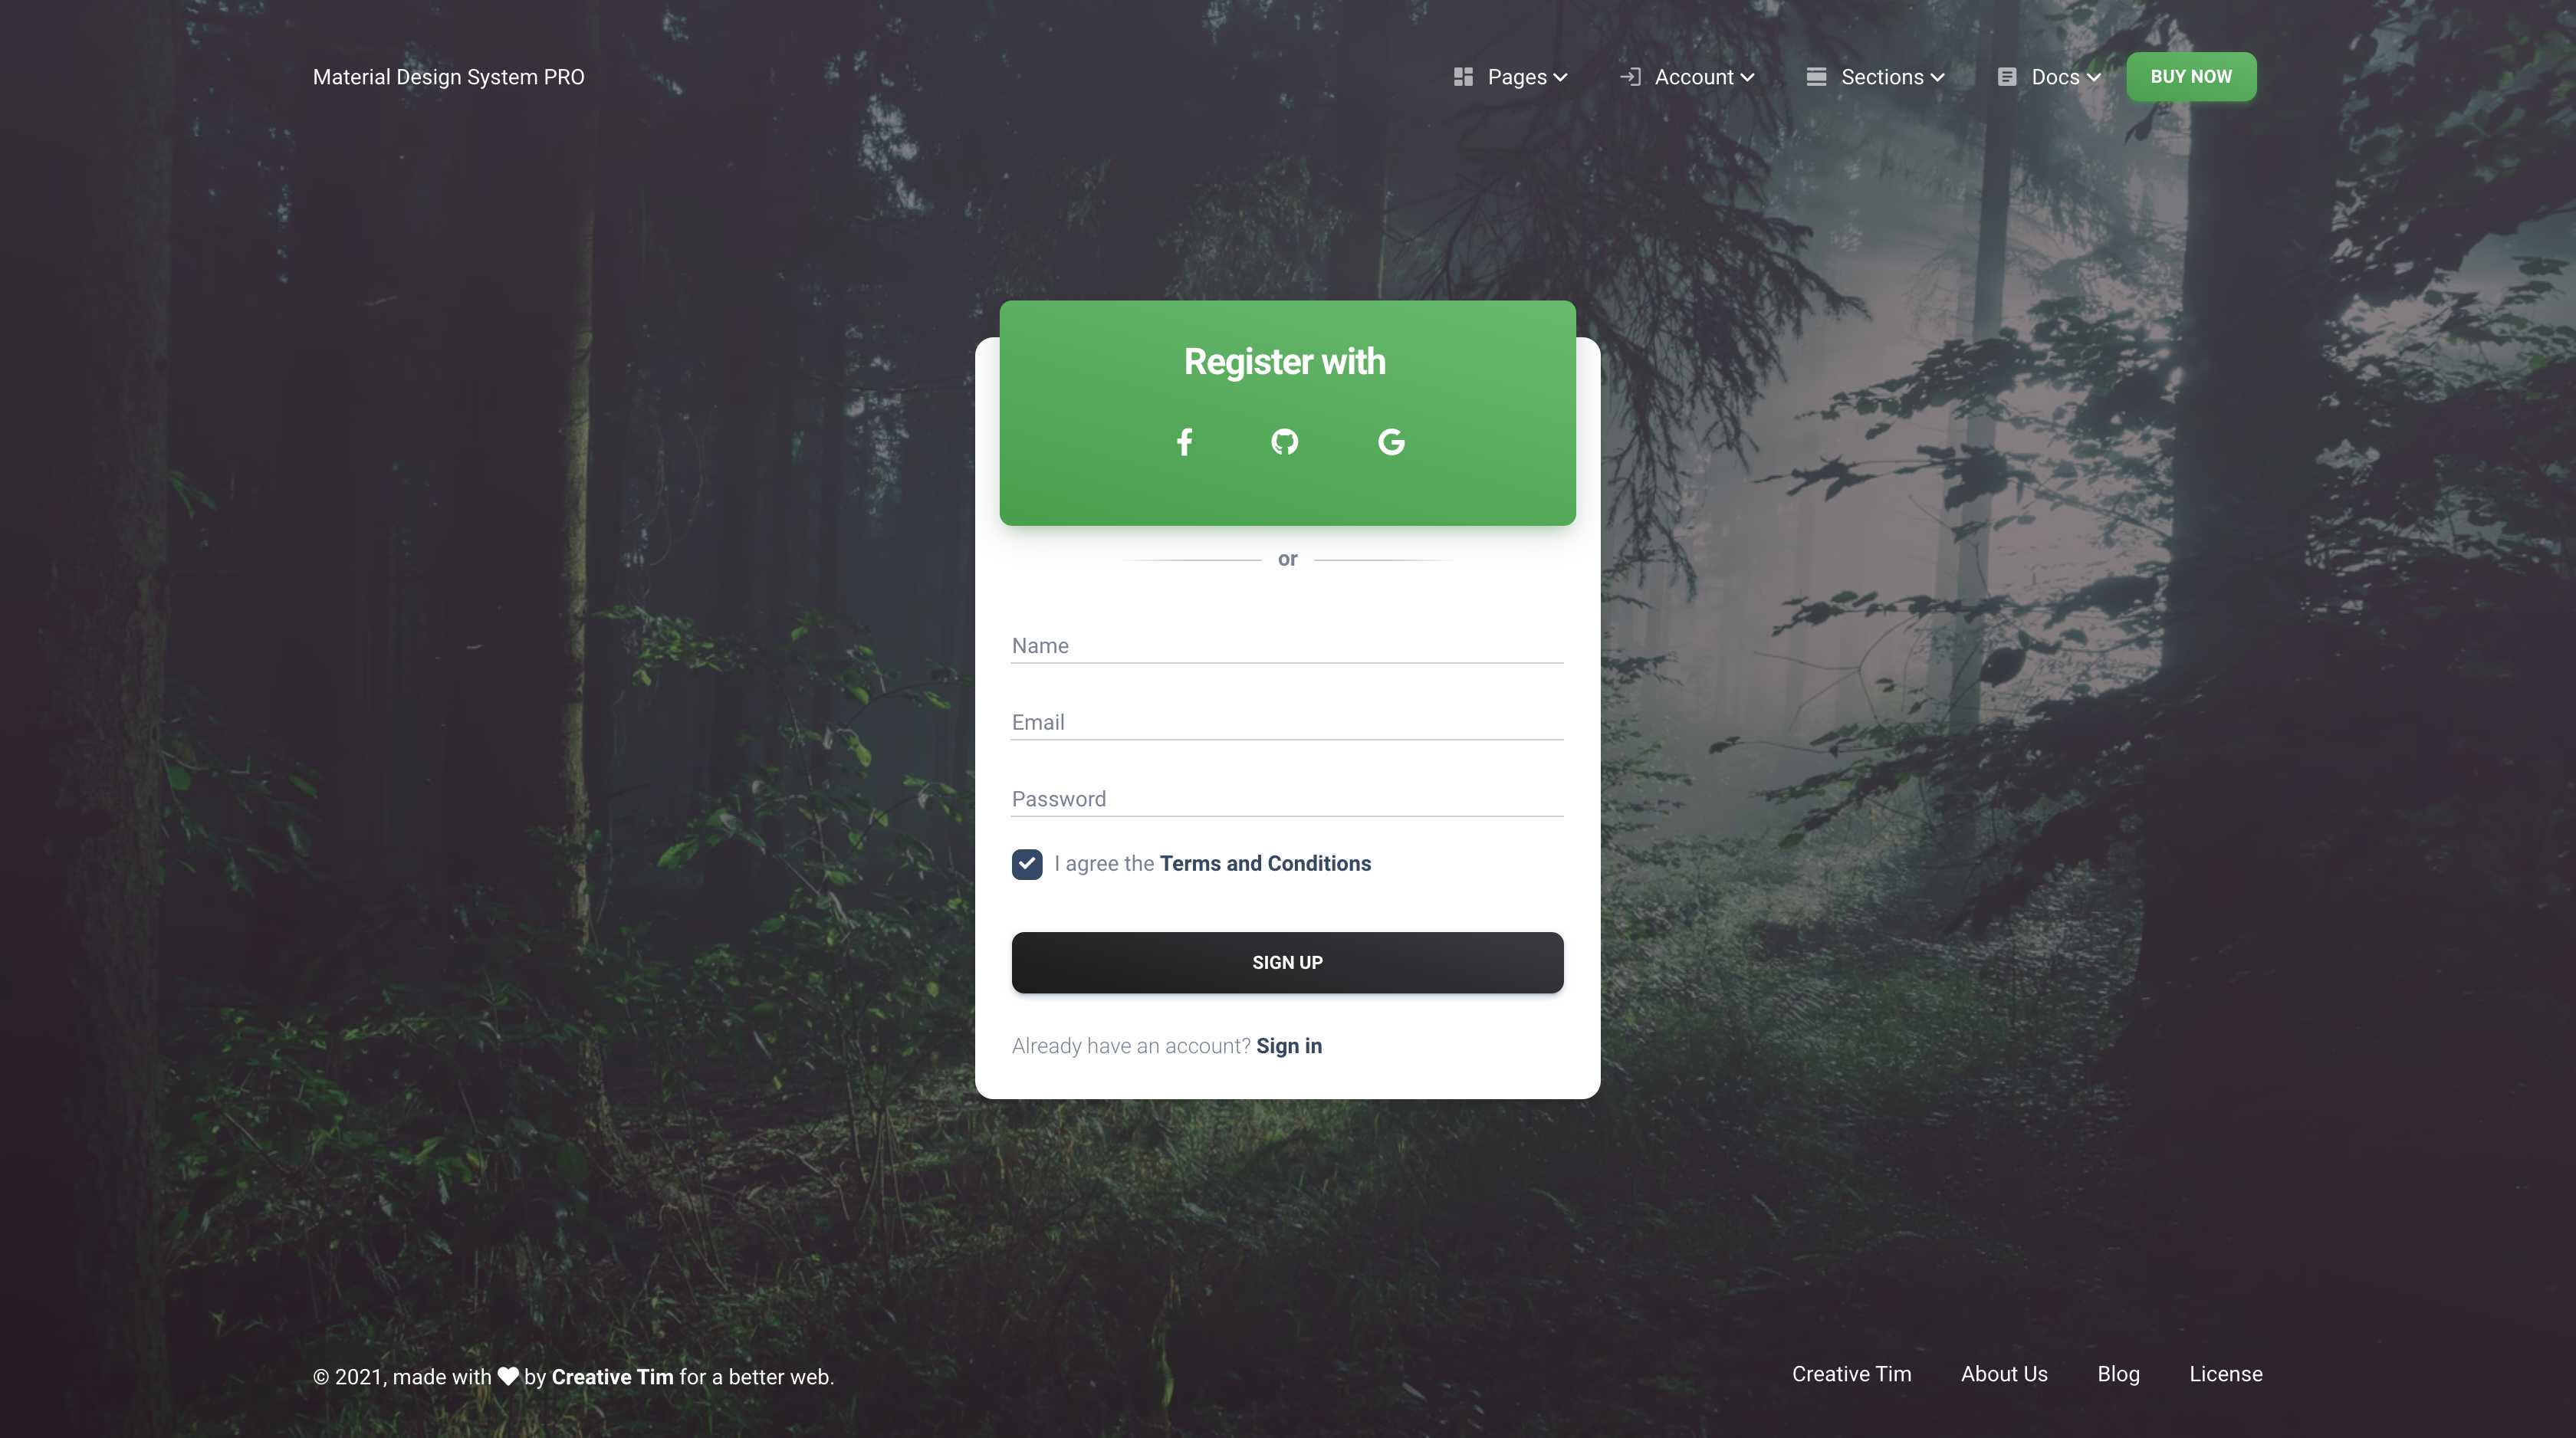 Material Design System PRO
Pages
Account
Sections
Docs
BUY NOW
Register with
or
Name
Email
Password
I agree the Terms and Conditions
SIGN UP
Already have an account? Sign in
© 2021, made with by Creative Tim for a better web.
Creative Tim
About Us
Blog
License